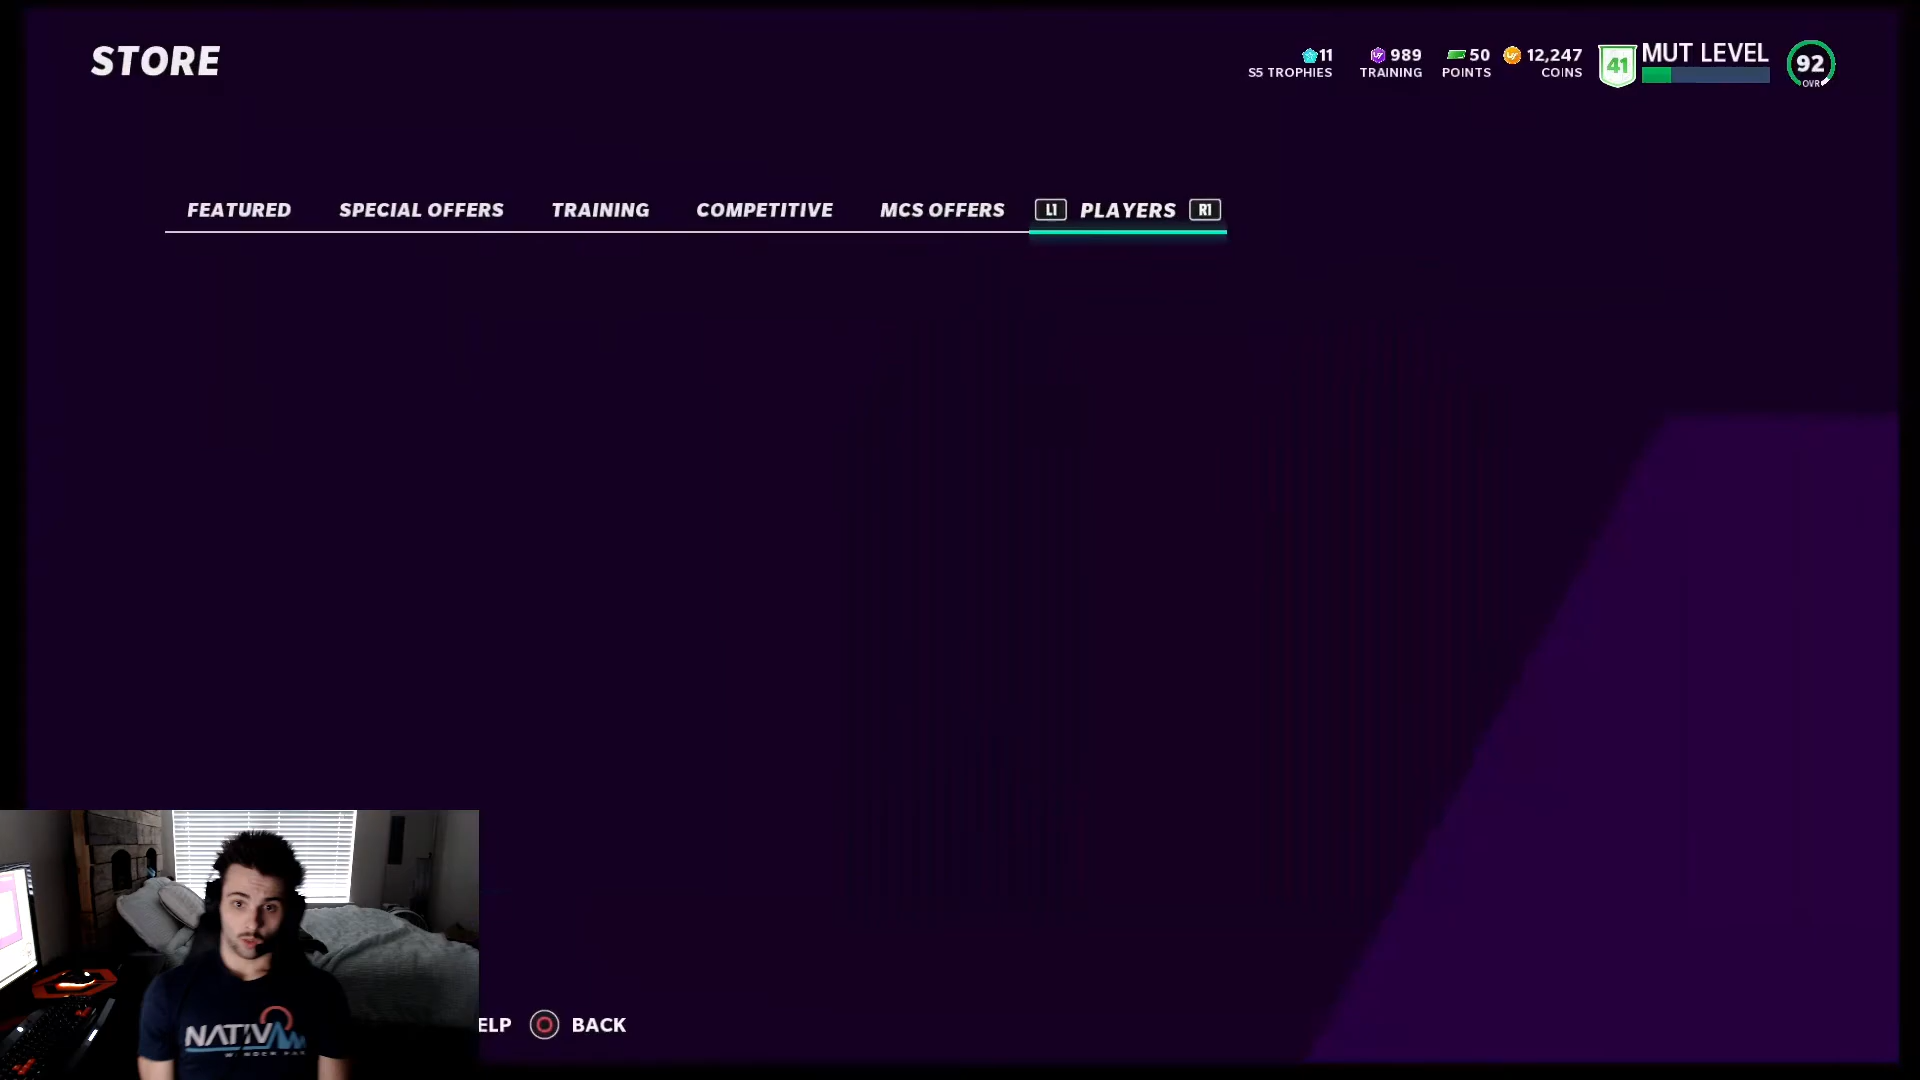 STORE
11 989 50 12,247
S5 TROPHIES TRAINING POINTS COINS
41 MUT LEVEL 92
OVR
FEATURED SPECIAL OFFERS TRAINING COMPETITIVE MCS OFFERS L1 PLAYERS R1
NATIV
ELP BACK